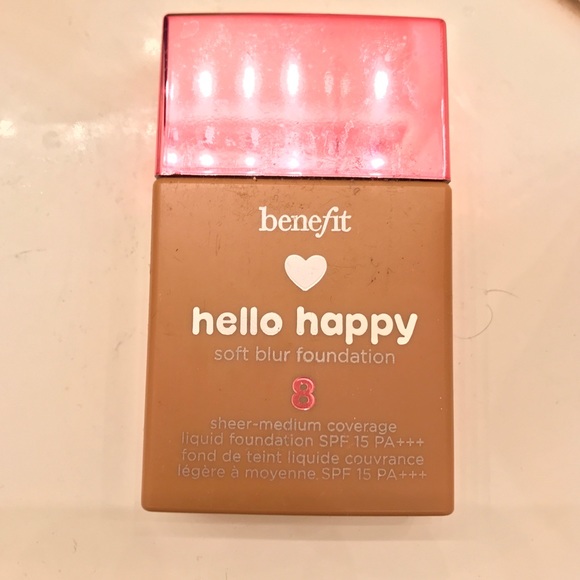 benefit
hello happy
soft blur foundation
8
sheer-medium coverage
liquid foundation SPF 15 PA+++
fond de teint liquide couvrance
légère à moyenne SPF 15 PA+++